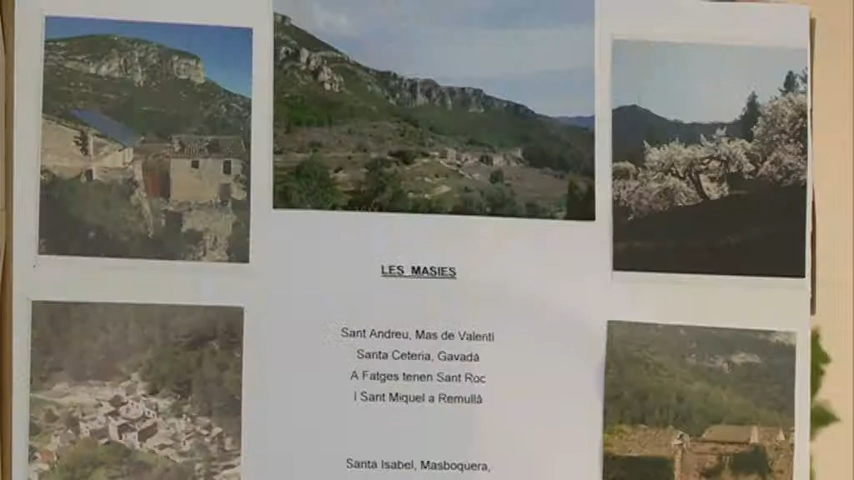 LES MASIES
Sant Andreu, Mas de Valentí
Santa Ceteria, Gavadà
A Fatges tenen Sant Roc
I Sant Miquel a Remullà
Santa Isabel, Masboquera,